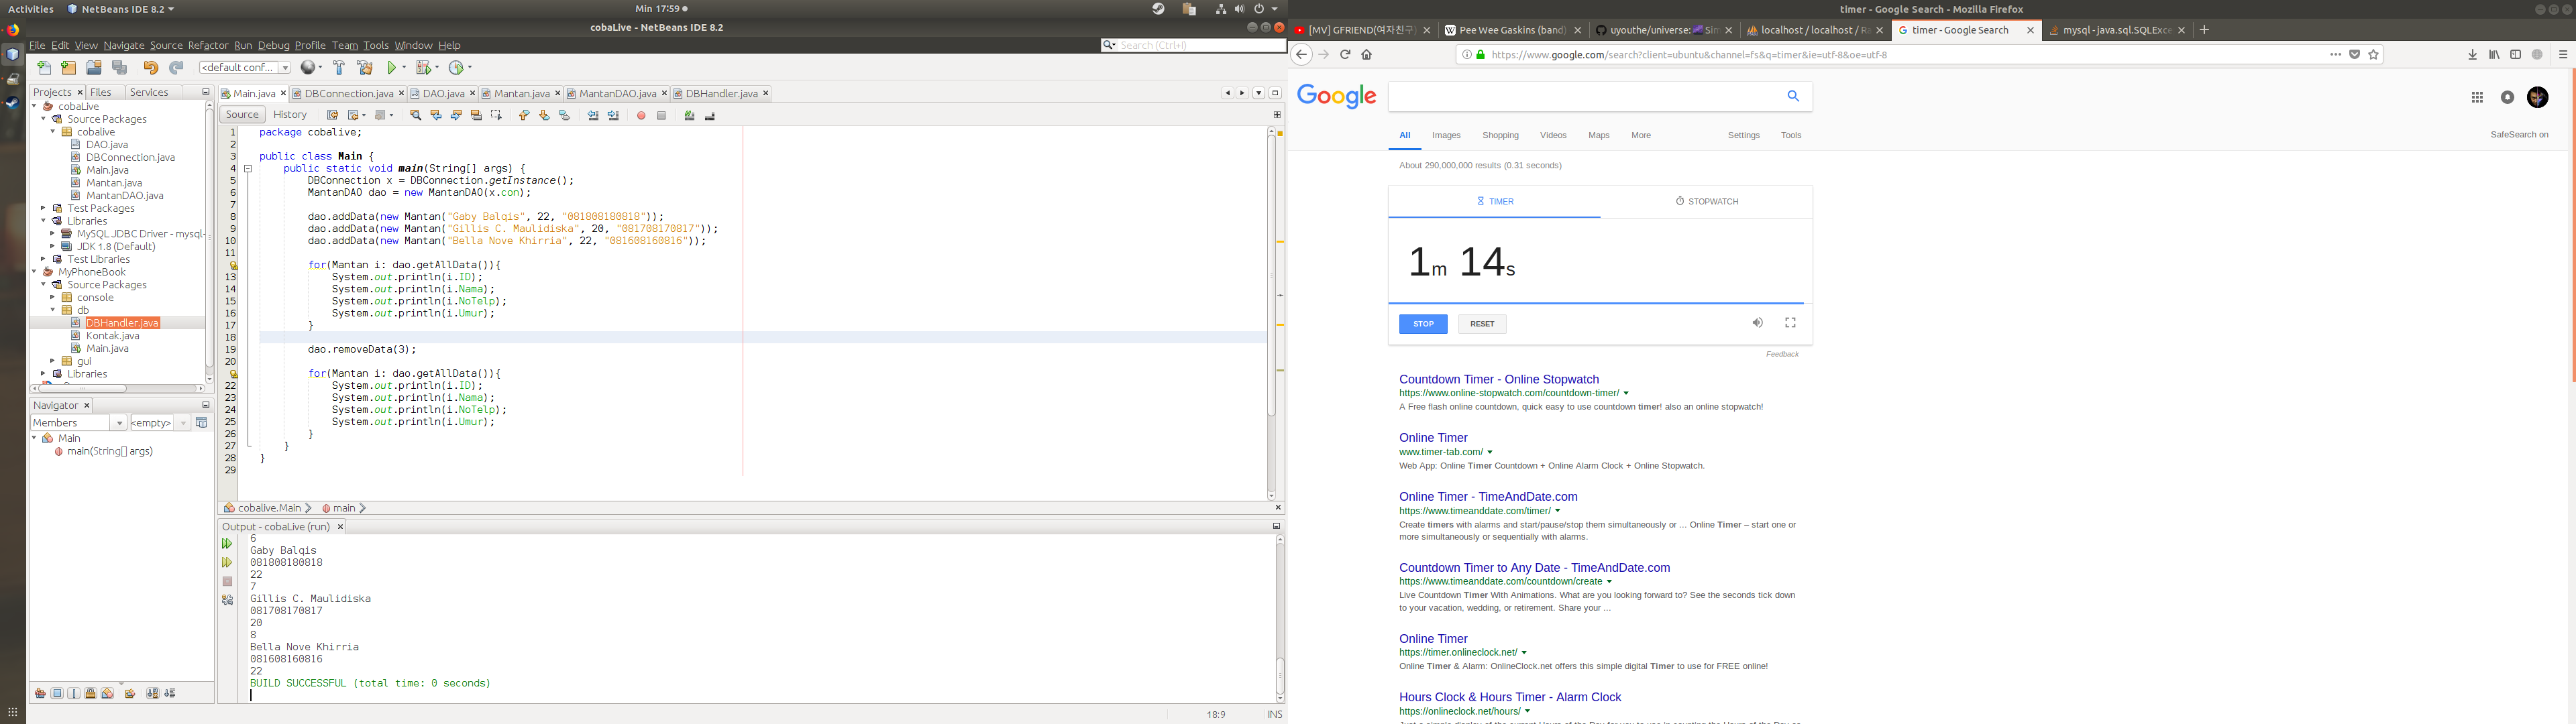 Activities
NetBeans IDE 8.2
Min 17:59
cobaLive - NetBeans IDE 8.2
File Edit View Navigate Source Refactor Run Debug Profile Team Tools Window Help
Search (Ctrl+I)
<default conf...
Projects Files Services
cobaLive
Source Packages
cobalive
DAO.java
DBConnection.java
Main.java
Mantan.java
MantanDAO.java
Test Packages
Libraries
MySQL JDBC Driver - mysql-
JDK 1.8 (Default)
Test Libraries
MyPhoneBook
Source Packages
console
db
DBHandler.java
Kontak.java
Main.java
gui
Libraries
Navigator
Members <empty>
Main
main(String[] args)
Main.java DBConnection.java DAO.java Mantan.java MantanDAO.java DBHandler.java
Source History
1 package cobalive;
2
3 public class Main {
4 public static void main(String[] args) {
5 DBConnection x = DBConnection.getInstance();
6 MantanDAO dao = new MantanDAO(x.con);
7
8 dao.addData(new Mantan("Gaby Balqis", 22, "081808180818"));
9 dao.addData(new Mantan("Gillis C. Maulidiska", 20, "081708170817"));
10 dao.addData(new Mantan("Bella Nove Khirria", 22, "081608160816"));
11
for(Mantan i: dao.getAllData()){
13 System.out.println(i.ID);
14 System.out.println(i.Nama);
15 System.out.println(i.NoTelp);
16 System.out.println(i.Umur);
17 }
18
19 dao.removeData(3);
20
for(Mantan i: dao.getAllData()){
22 System.out.println(i.ID);
23 System.out.println(i.Nama);
24 System.out.println(i.NoTelp);
25 System.out.println(i.Umur);
26 }
27 }
28 }
29
cobalive.Main main
Output - cobaLive (run)
6
Gaby Balqis
081808180818
22
7
Gillis C. Maulidiska
081708170817
20
8
Bella Nove Khirria
081608160816
22
BUILD SUCCESSFUL (total time: 0 seconds)
18:9 INS
timer - Google Search - Mozilla Firefox
[MV] GFRIEND(여자친구)
Pee Wee Gaskins (band)
uyouthe/universe: Sim
localhost / localhost / Ra
timer - Google Search
mysql - java.sql.SQLExce
https://www.google.com/search?client=ubuntu&channel=fs&q=timer&ie=utf-8&oe=utf-8
Google
All Images Shopping Videos Maps More Settings Tools
SafeSearch on
About 290,000,000 results (0.31 seconds)
TIMER STOPWATCH
1m 14s
STOP RESET
Feedback
Countdown Timer - Online Stopwatch
https://www.online-stopwatch.com/countdown-timer/
A Free flash online countdown, quick easy to use countdown timer! also an online stopwatch!
Online Timer
www.timer-tab.com/
Web App: Online Timer Countdown + Online Alarm Clock + Online Stopwatch.
Online Timer - TimeAndDate.com
https://www.timeanddate.com/timer/
Create timers with alarms and start/pause/stop them simultaneously or ... Online Timer – start one or
more simultaneously or sequentially with alarms.
Countdown Timer to Any Date - TimeAndDate.com
https://www.timeanddate.com/countdown/create
Live Countdown Timer With Animations. What are you looking forward to? See the seconds tick down
to your vacation, wedding, or retirement. Share your ...
Online Timer
https://timer.onlineclock.net/
Online Timer & Alarm: OnlineClock.net offers this simple digital Timer to use for FREE online!
Hours Clock & Hours Timer - Alarm Clock
https://onlineclock.net/hours/